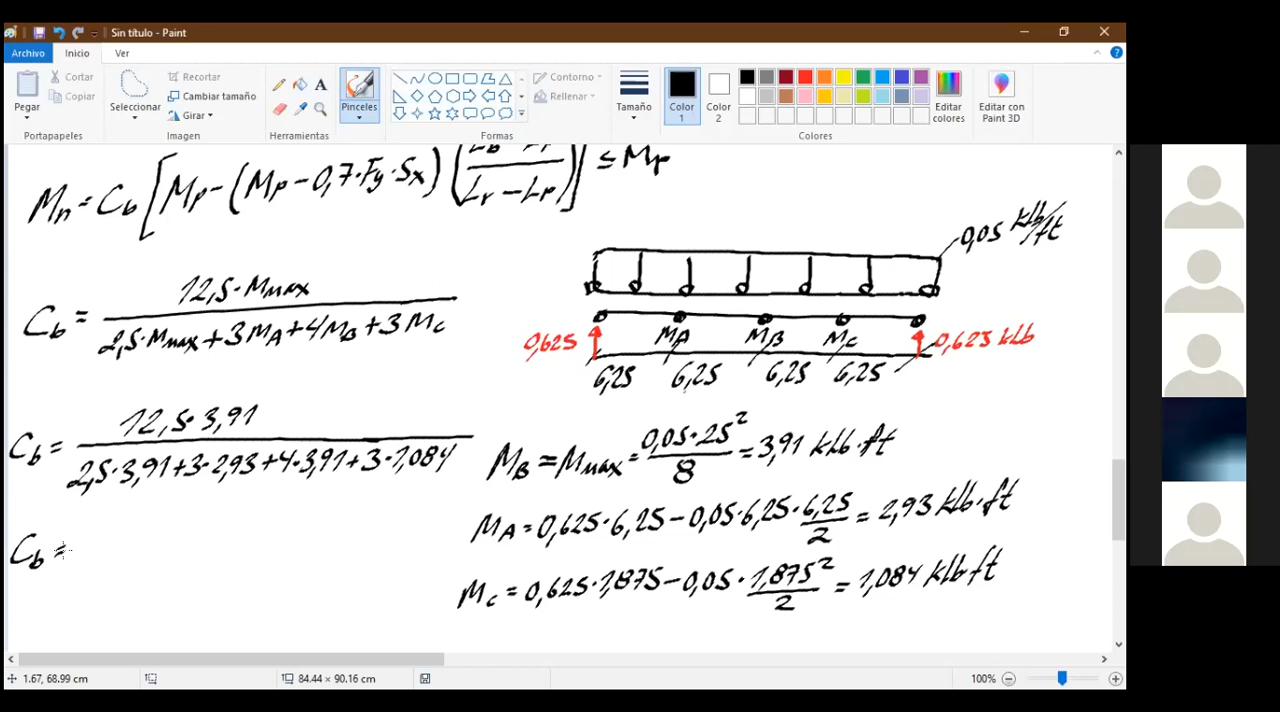 Sin título - Paint
Archivo Inicio Ver
Pegar
Cortar
Copiar
Portapapeles
Seleccionar
Recortar
Cambiar tamaño
Girar
Imagen
A
Herramientas
Pinceles
Contorno
Rellenar
Formas
Tamaño
Color 1
Color 2
Editar colores
Editar con Paint 3D
Colores
Mn = Cb [Mp - (Mp - 0,7·Fy·Sx) (Lb - Lp / Lr - Lp)] ≤ Mp
0,05 klb/ft
Cb = 12,5·Mmax / 2,5·Mmax + 3MA + 4MB + 3MC
0,625 MA MB MC 0,625 klb
6,25 6,25 6,25 6,25
Cb = 12,5·3,91 / 2,5·3,91+3·2,93+4·3,91+3·1,084
MB = Mmax = 0,05·25² / 8 = 3,91 klb·ft
MA = 0,625·6,25 - 0,05·6,25·6,25/2 = 2,93 klb·ft
Cb =
Mc = 0,625·1,875 - 0,05·1,875²/2 = 1,084 klb ft
1.67, 68.99 cm
84.44 × 90.16 cm
100%